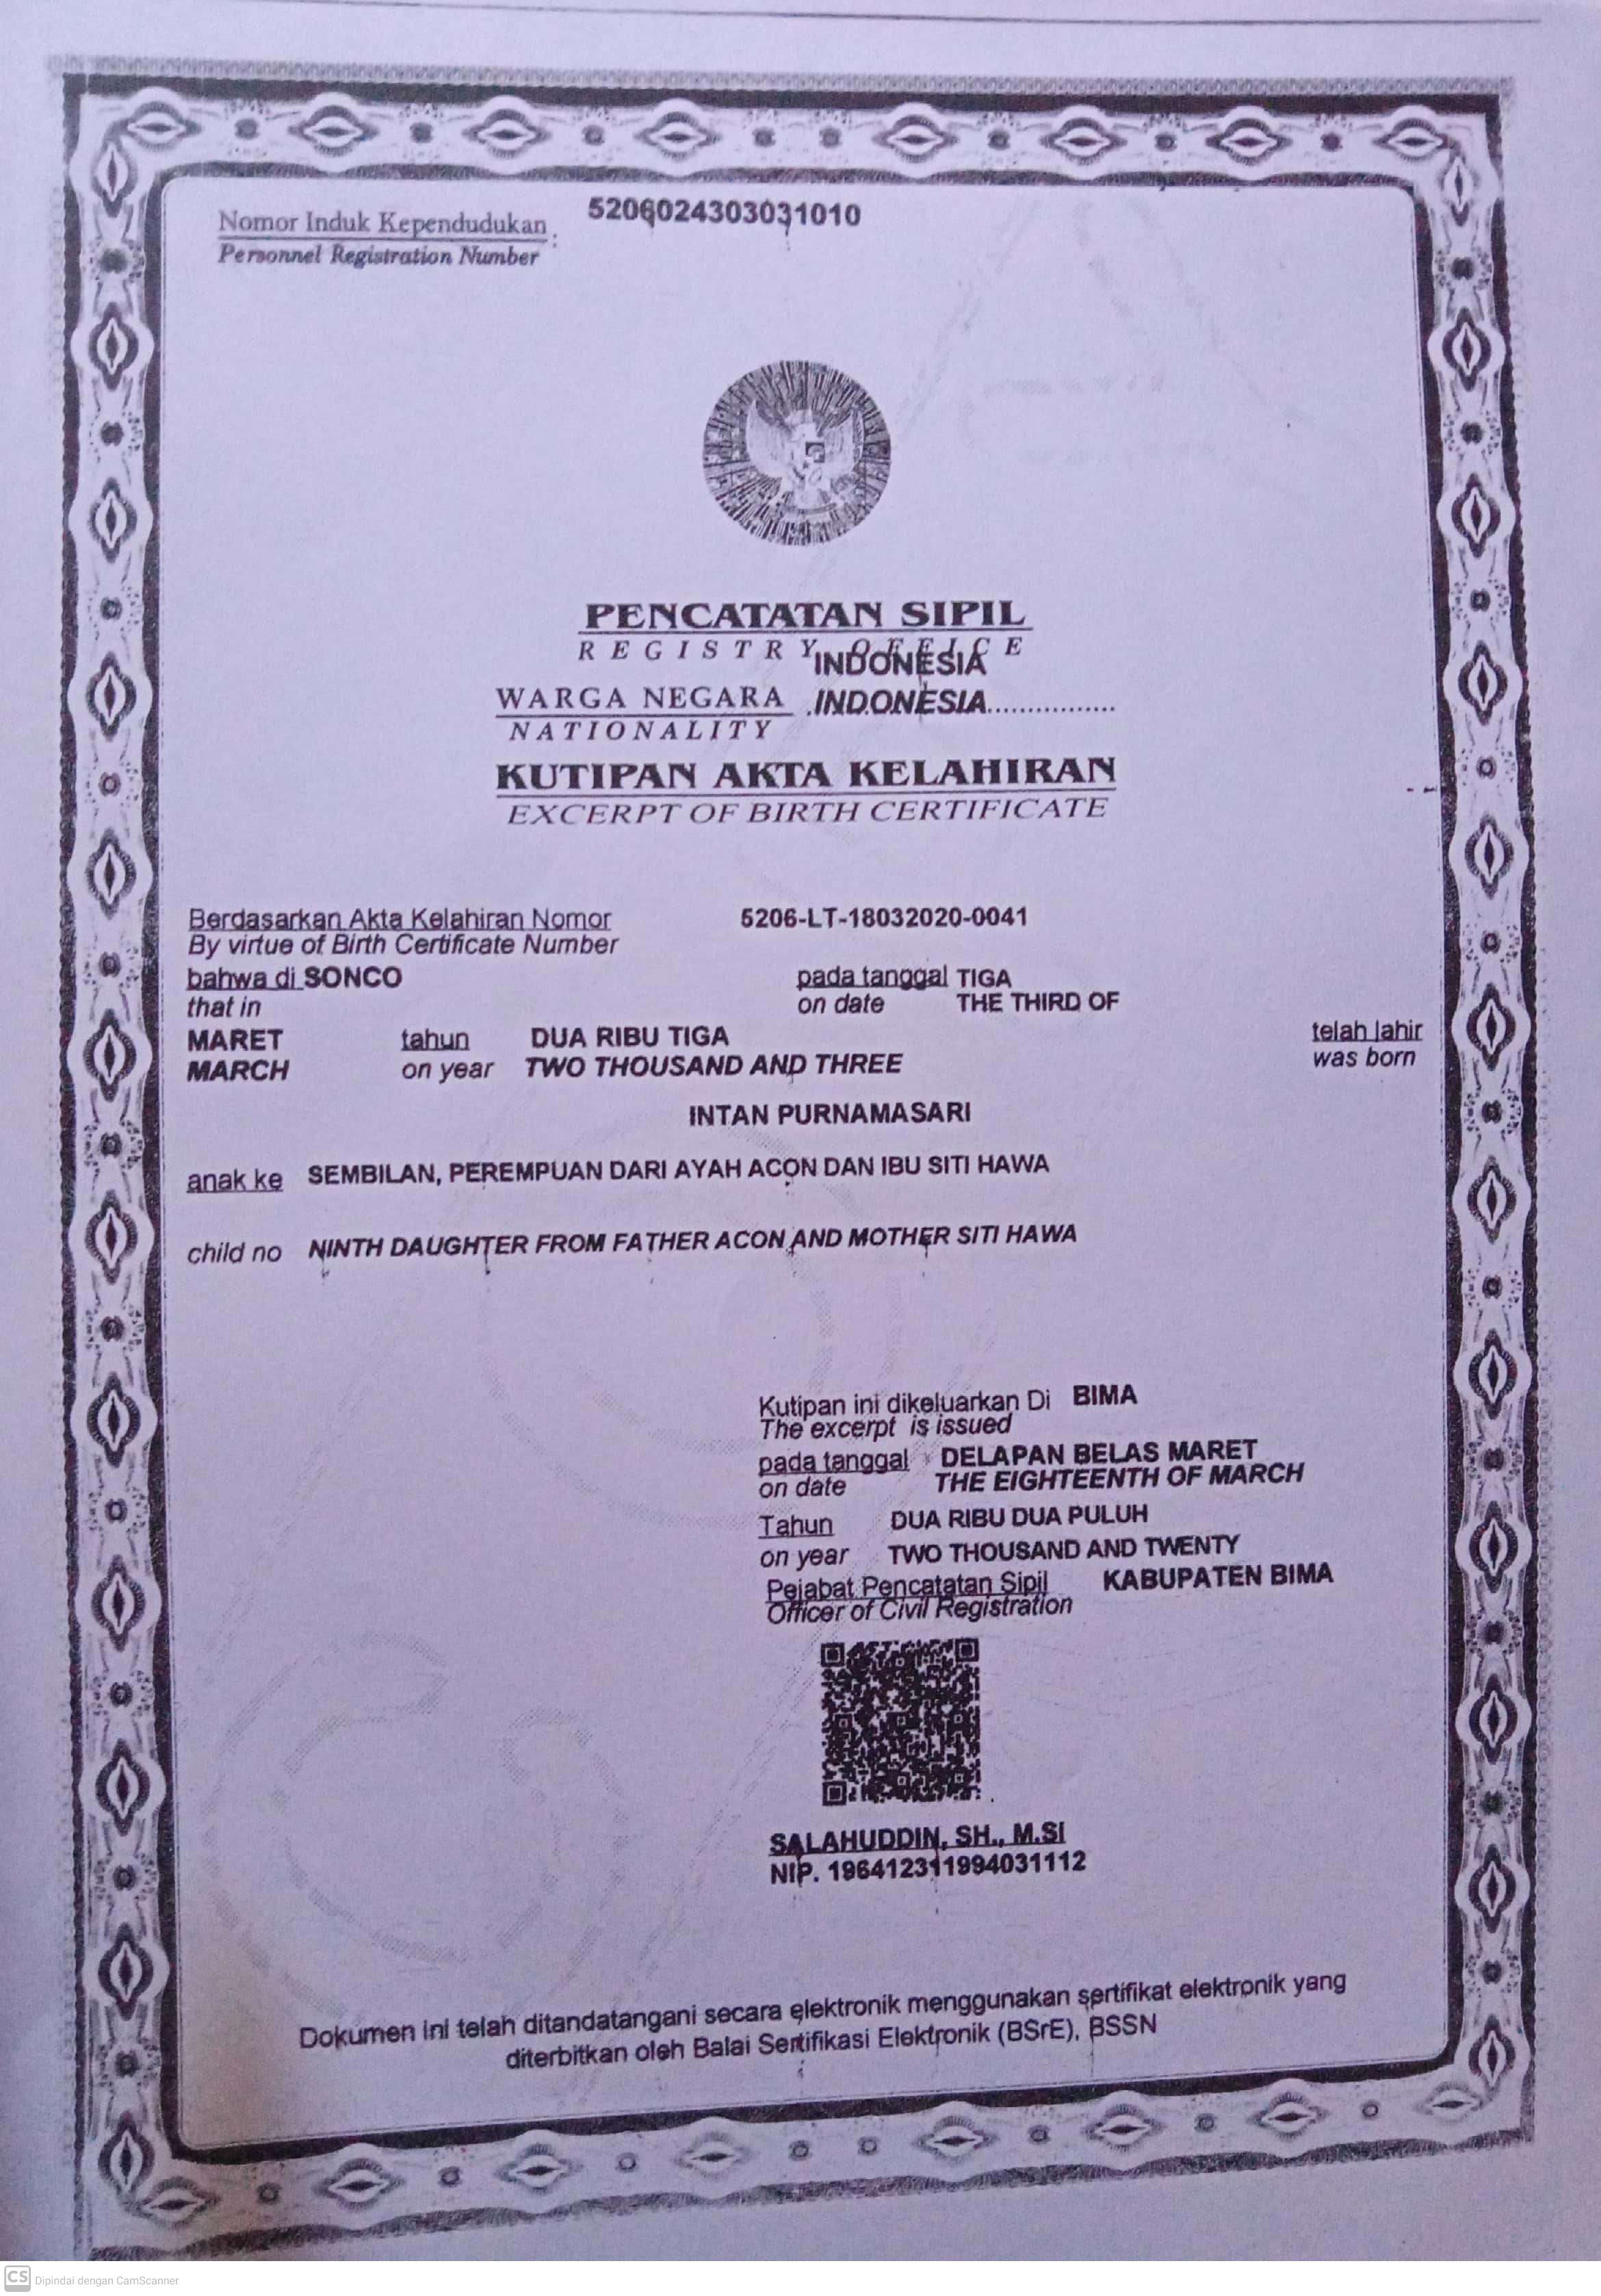 Nomor Induk Kependudukan : 5206024303031010
Personnel Registration Number
PENCATATAN SIPIL
REGISTRY OFFICE
INDONESIA
WARGA NEGARA .INDONESIA................
NATIONALITY
KUTIPAN AKTA KELAHIRAN
EXCERPT OF BIRTH CERTIFICATE
Berdasarkan Akta Kelahiran Nomor 5206-LT-18032020-0041
By virtue of Birth Certificate Number
bahwa di SONCO pada tanggal TIGA
that in on date THE THIRD OF
MARET tahun DUA RIBU TIGA telah lahir
MARCH on year TWO THOUSAND AND THREE was born
INTAN PURNAMASARI
anak ke SEMBILAN, PEREMPUAN DARI AYAH ACON DAN IBU SITI HAWA
child no NINTH DAUGHTER FROM FATHER ACON AND MOTHER SITI HAWA
Kutipan ini dikeluarkan Di BIMA
The excerpt is issued
pada tanggal DELAPAN BELAS MARET
on date THE EIGHTEENTH OF MARCH
Tahun DUA RIBU DUA PULUH
on year TWO THOUSAND AND TWENTY
Pejabat Pencatatan Sipil KABUPATEN BIMA
Officer of Civil Registration
SALAHUDDIN, SH., M.SI
NIP. 196412311994031112
Dokumen ini telah ditandatangani secara elektronik menggunakan sertifikat elektronik yang
diterbitkan oleh Balai Sertifikasi Elektronik (BSrE), BSSN
CS Dipindai dengan CamScanner